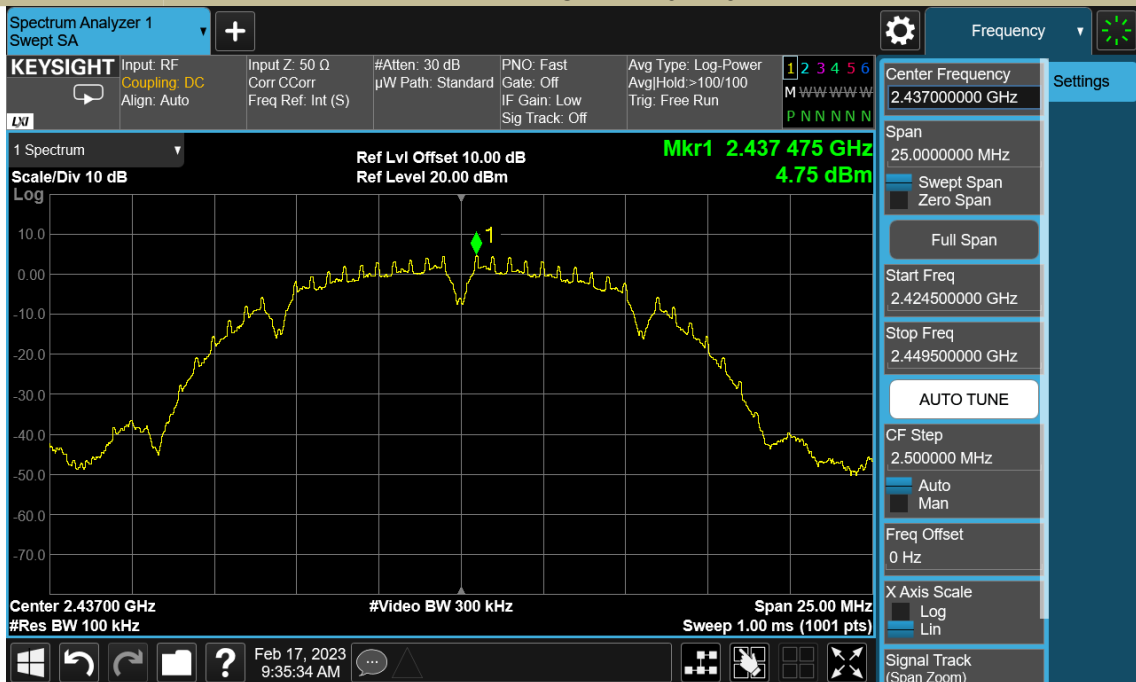 Spectrum Analyzer 1
Swept SA
+
Frequency
KEYSIGHT
LXI
Input: RF
Coupling: DC
Align: Auto
Input Z: 50 Ω
Corr CCorr
Freq Ref: Int (S)
#Atten: 30 dB
µW Path: Standard
PNO: Fast
Gate: Off
IF Gain: Low
Sig Track: Off
Avg Type: Log-Power
Avg|Hold:>100/100
Trig: Free Run
1 2 3 4 5 6
M W W W W W
P N N N N N
1 Spectrum
Scale/Div 10 dB
Log
Ref Lvl Offset 10.00 dB
Ref Level 20.00 dBm
Mkr1 2.437 475 GHz
4.75 dBm
1
10.0
0.00
-10.0
-20.0
-30.0
-40.0
-50.0
-60.0
-70.0
Center 2.43700 GHz
#Res BW 100 kHz
#Video BW 300 kHz
Span 25.00 MHz
Sweep 1.00 ms (1001 pts)
Center Frequency
2.437000000 GHz
Span
25.0000000 MHz
Swept Span
Zero Span
Full Span
Start Freq
2.424500000 GHz
Stop Freq
2.449500000 GHz
AUTO TUNE
CF Step
2.500000 MHz
Auto
Man
Freq Offset
0 Hz
X Axis Scale
Log
Lin
Signal Track
(Span Zoom)
Settings
?
Feb 17, 2023
9:35:34 AM